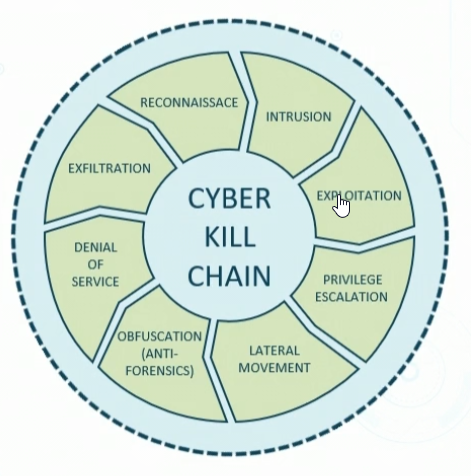 RECONNAISSACE
INTRUSION
EXPLOITATION
PRIVILEGE
ESCALATION
LATERAL
MOVEMENT
OBFUSCATION
(ANTI-
FORENSICS)
DENIAL
OF
SERVICE
EXFILTRATION
CYBER
KILL
CHAIN